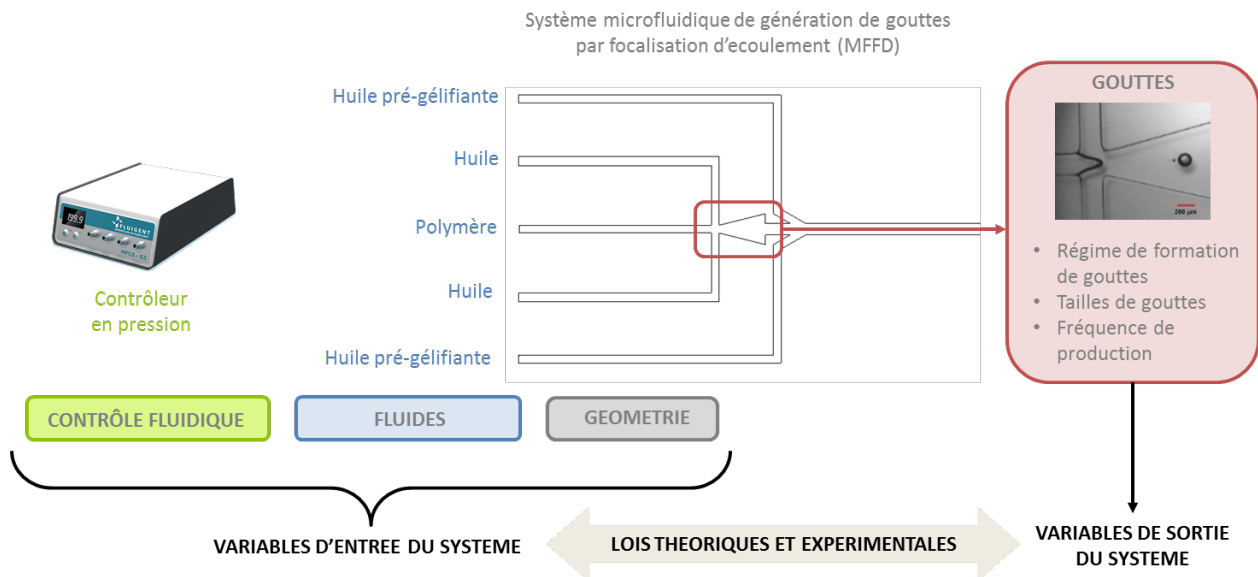 Système microfluidique de génération de gouttes
par focalisation d'ecoulement (MFFD)
Huile pré-gélifiante
Huile
Polymère
Huile
Huile pré-gélifiante
199.9
FLUIGENT
MFCS - EZ
Contrôleur
en pression
GOUTTES
200 µm
• Régime de formation
de gouttes
• Tailles de gouttes
• Fréquence de
production
CONTRÔLE FLUIDIQUE
FLUIDES
GEOMETRIE
VARIABLES D'ENTREE DU SYSTEME
LOIS THEORIQUES ET EXPERIMENTALES
VARIABLES DE SORTIE
DU SYSTEME